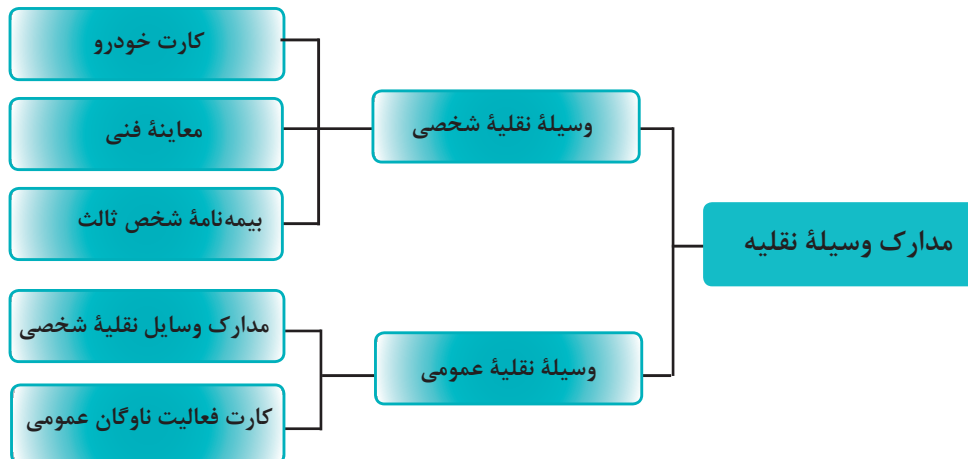 مدارک وسیلهٔ نقلیه
وسیلهٔ نقلیهٔ شخصی
کارت خودرو
معاینهٔ فنی
بیمه‌نامهٔ شخص ثالث
وسیلهٔ نقلیهٔ عمومی
مدارک وسایل نقلیهٔ شخصی
کارت فعالیت ناوگان عمومی